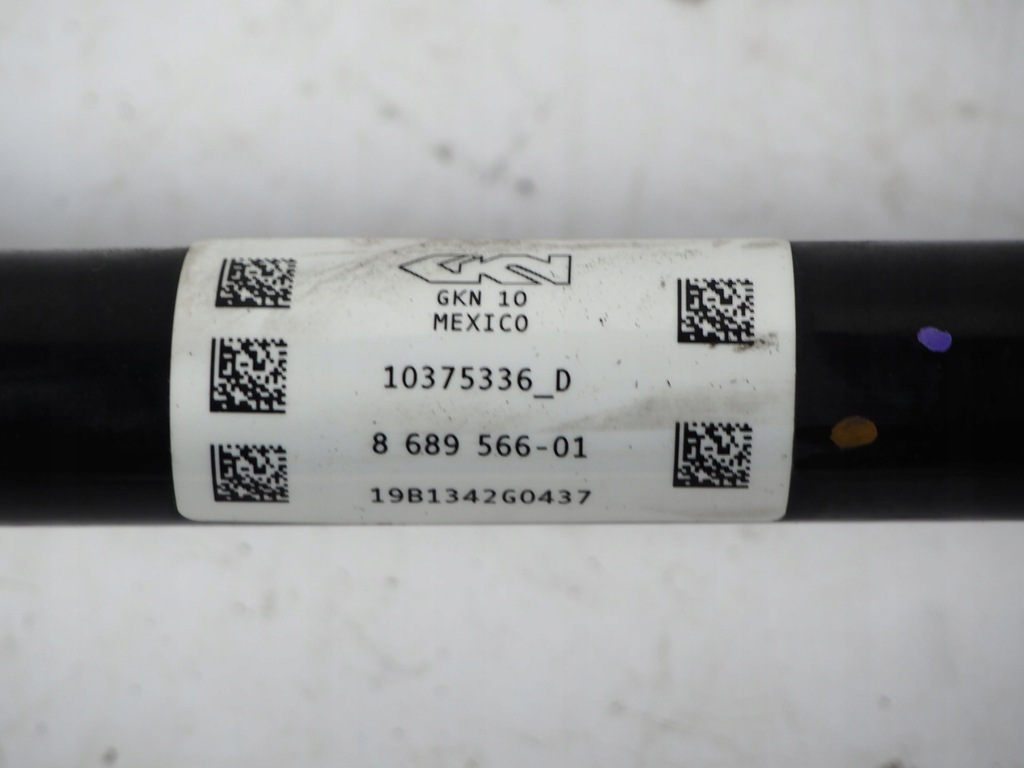 GKN
GKN 10
MEXICO
10375336_D
8 689 566-01
19B1342G0437